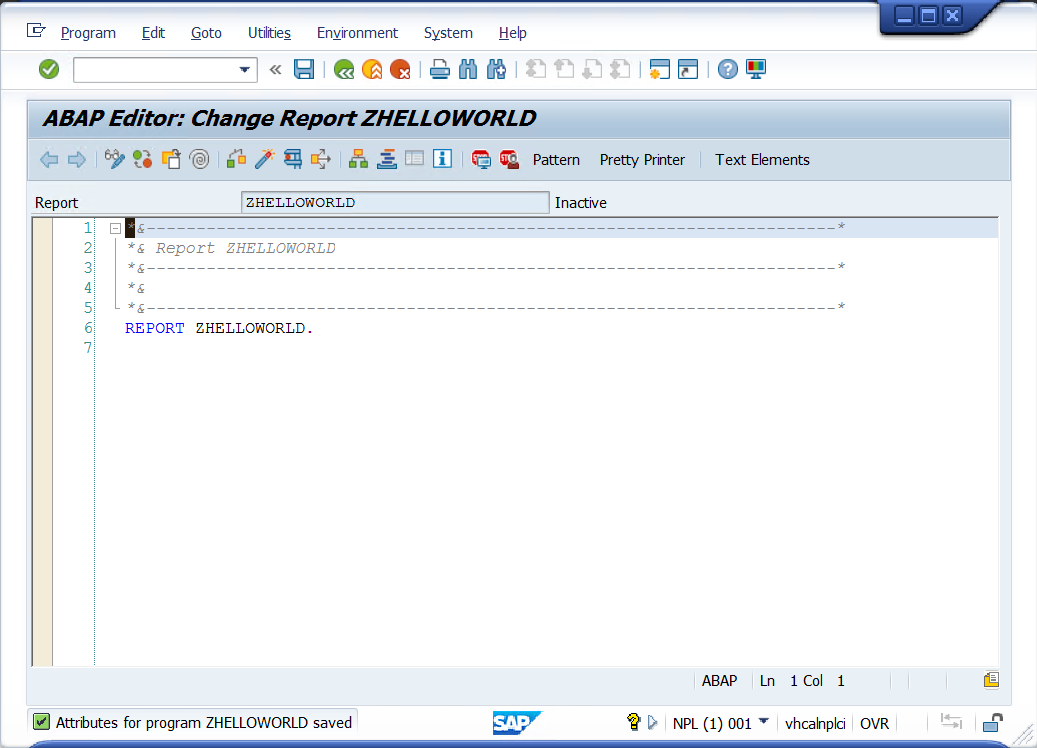 Program Edit Goto Utilities Environment System Help
ABAP Editor: Change Report ZHELLOWORLD
Pattern Pretty Printer Text Elements
Report ZHELLOWORLD Inactive
1 *&---------------------------------------------------------------------*
2 *& Report ZHELLOWORLD
3 *&---------------------------------------------------------------------*
4 *&
5 *&---------------------------------------------------------------------*
6 REPORT ZHELLOWORLD.
7
ABAP Ln 1 Col 1
Attributes for program ZHELLOWORLD saved SAP NPL (1) 001 vhcalnplci OVR